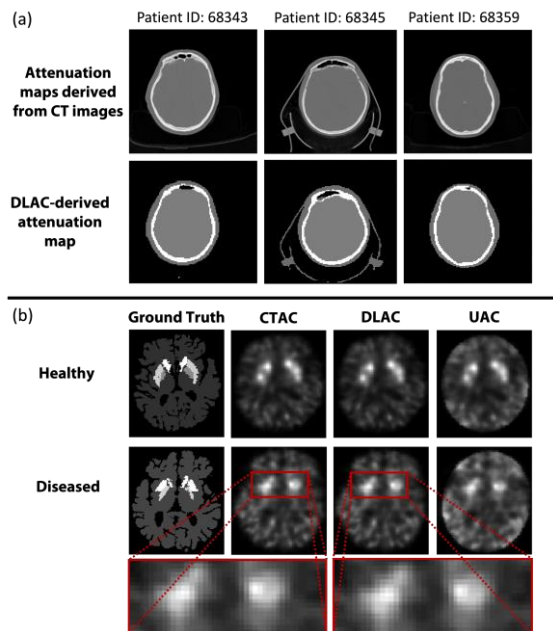 (a)
Patient ID: 68343 Patient ID: 68345 Patient ID: 68359
Attenuation
maps derived
from CT images
DLAC-derived
attenuation
map
(b)
Ground Truth CTAC DLAC UAC
Healthy
Diseased